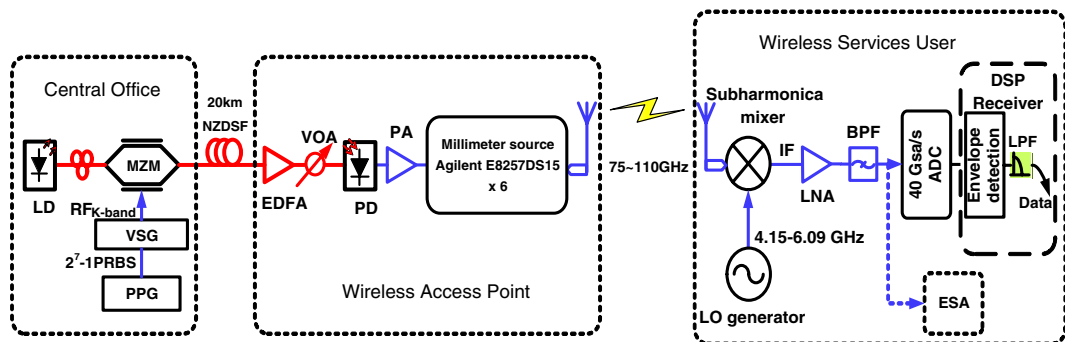 Central Office
LD
MZM
RF K-band
VSG
2^7-1PRBS
PPG
20km
NZDSF
EDFA
VOA
PD
PA
Millimeter source
Agilent E8257DS15
x 6
Wireless Access Point
75~110GHz
Wireless Services User
Subharmonica
mixer
IF
LNA
BPF
4.15-6.09 GHz
LO generator
40 Gsa/s
ADC
DSP
Receiver
Envelope
detection
LPF
Data
ESA